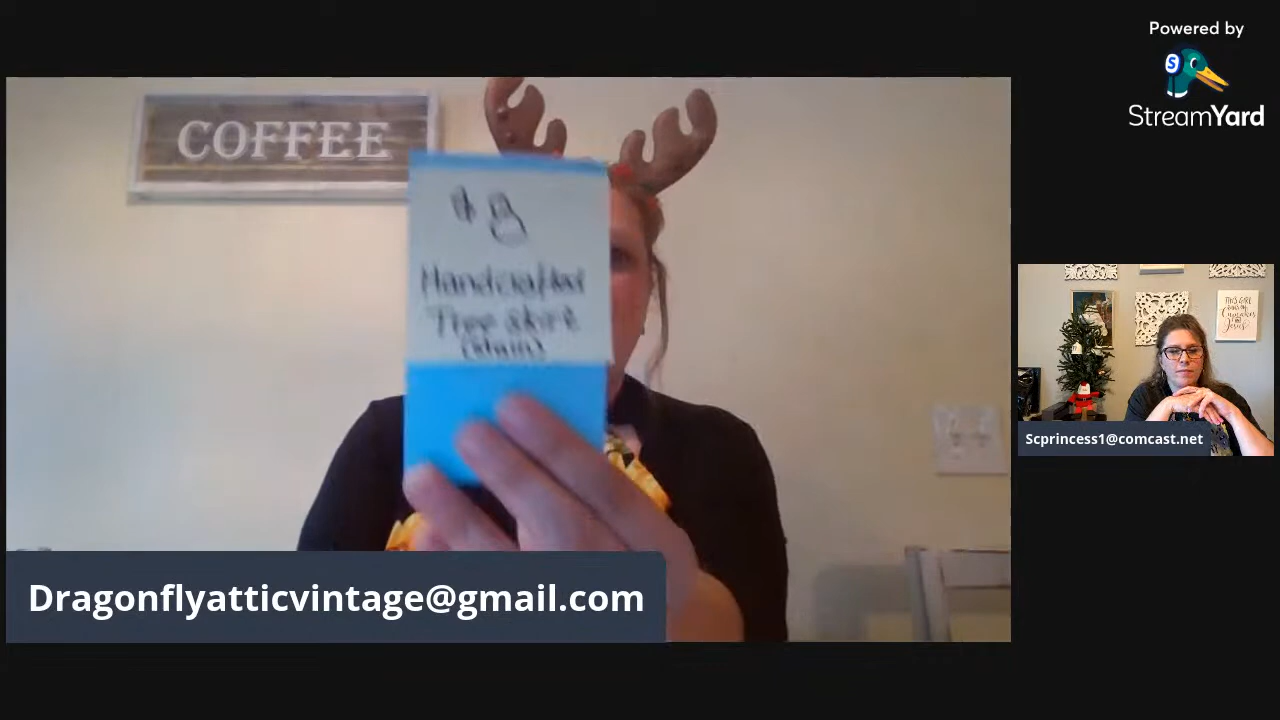 Powered by
StreamYard
COFFEE
$ 8
Handcrafted
Tree Skirt
Scprincess1@comcast.net
Dragonflyatticvintage@gmail.com